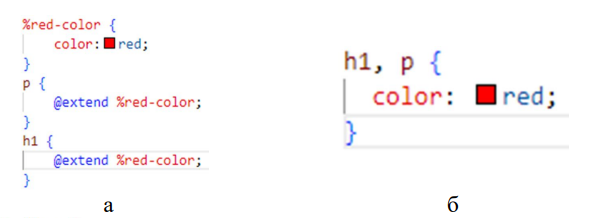 %red-color {
color: red;
}
p {
@extend %red-color;
}
h1 {
@extend %red-color;
}
а
h1, p {
color: red;
}
б